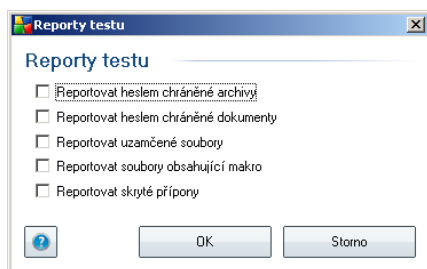 Reporty testu
Reporty testu
Reportovat heslem chráněné archivy
Reportovat heslem chráněné dokumenty
Reportovat uzamčené soubory
Reportovat soubory obsahující makro
Reportovat skryté přípony
OK Storno